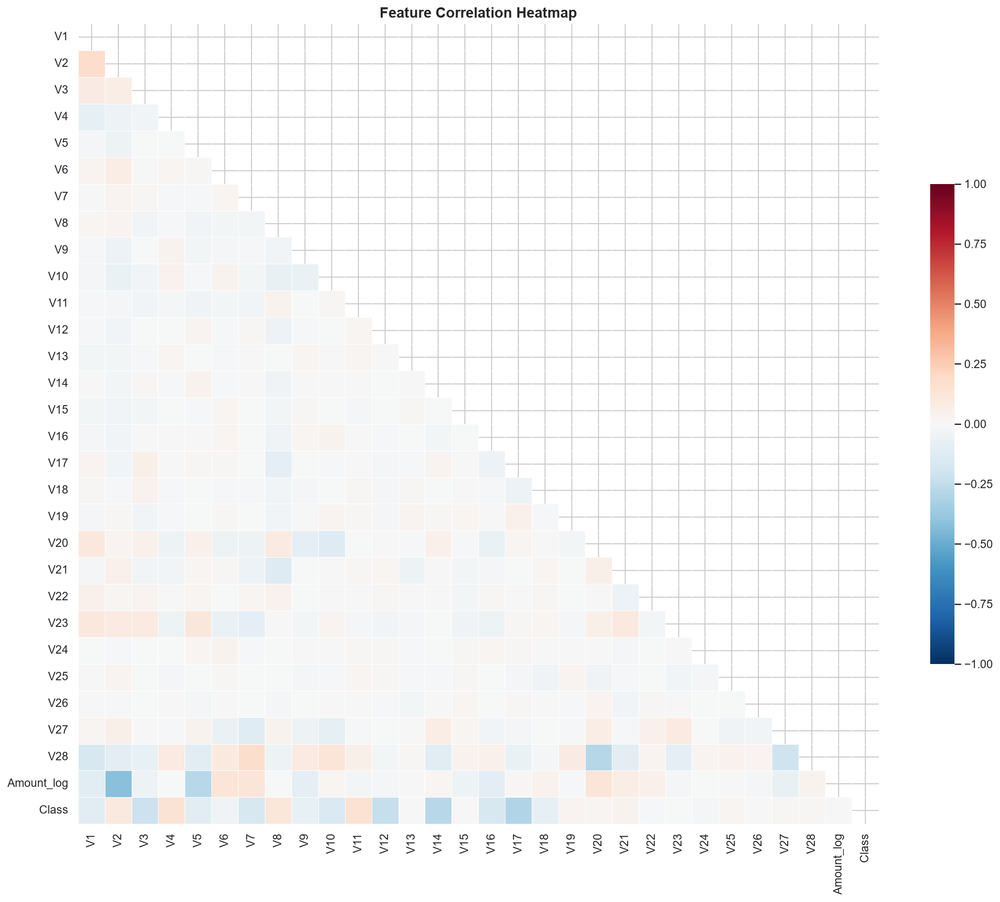 Feature Correlation Heatmap
V1
V2
V3
V4
V5
V6
V7
V8
V9
V10
V11
V12
V13
V14
V15
V16
V17
V18
V19
V20
V21
V22
V23
V24
V25
V26
V27
V28
Amount_log
Class
V1 V2 V3 V4 V5 V6 V7 V8 V9 V10 V11 V12 V13 V14 V15 V16 V17 V18 V19 V20 V21 V22 V23 V24 V25 V26 V27 V28 Amount_log Class
1.00
0.75
0.50
0.25
0.00
−0.25
−0.50
−0.75
−1.00